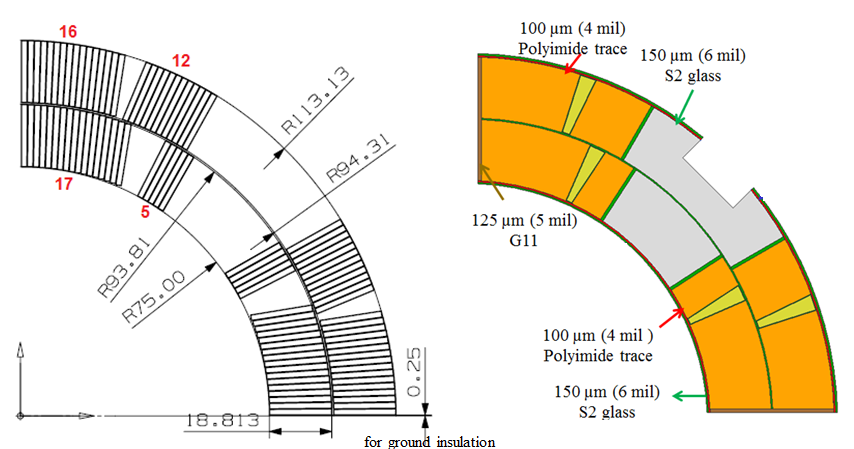 16
12
17
5
R113.13
R94.31
R93.81
R75.00
0.25
18.813
100 µm (4 mil)
Polyimide trace
150 µm (6 mil)
S2 glass
125 µm (5 mil)
G11
100 µm (4 mil )
Polyimide trace
150 µm (6 mil)
S2 glass
for ground insulation